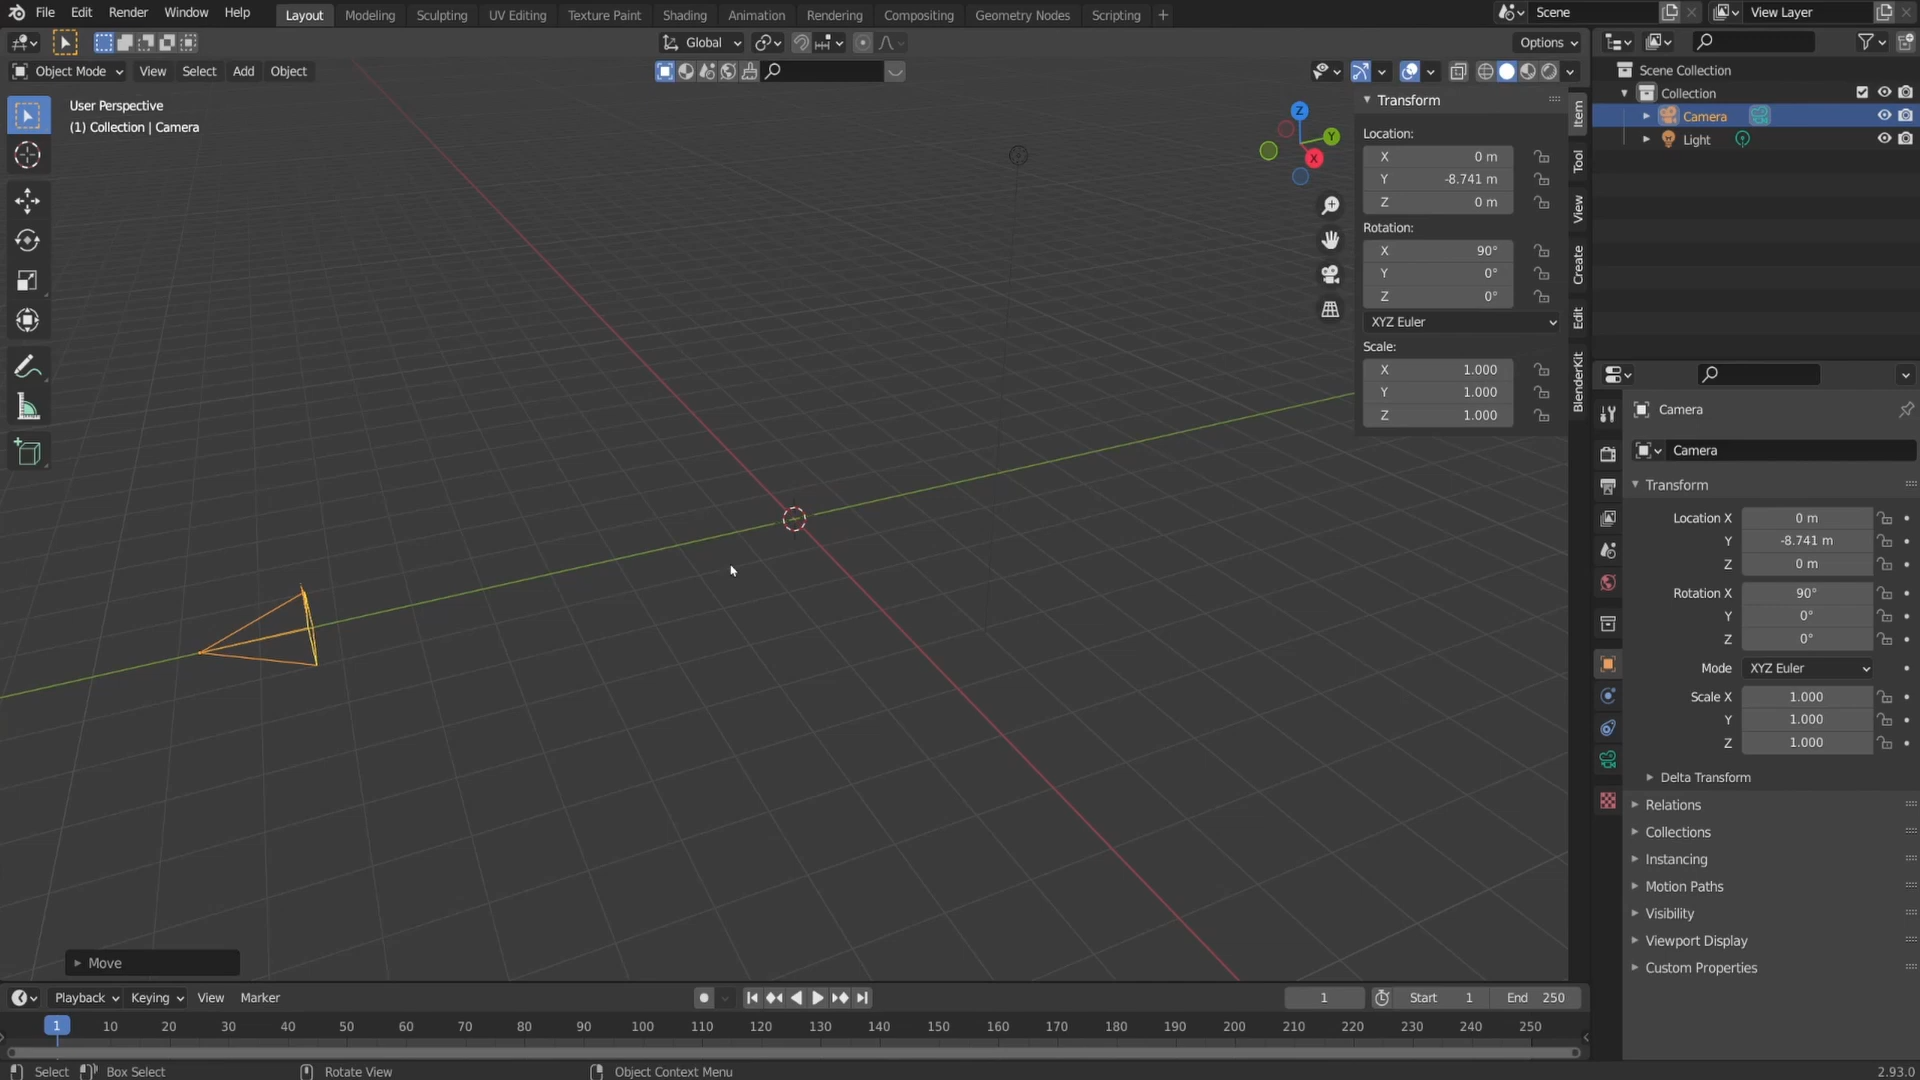 File Edit Render Window Help Layout Modeling Sculpting UV Editing Texture Paint Shading Animation Rendering Compositing Geometry Nodes Scripting + Scene View Layer
Global Options
Object Mode View Select Add Object
User Perspective
(1) Collection | Camera
Z
Y
X
Transform
Location:
X 0 m
Y -8.741 m
Z 0 m
Rotation:
X 90°
Y 0°
Z 0°
XYZ Euler
Scale:
X 1.000
Y 1.000
Z 1.000
Item
Tool
View
Create
Edit
BlenderKit
Scene Collection
Collection
Camera
Light
Camera
Camera
Transform
Location X 0 m
Y -8.741 m
Z 0 m
Rotation X 90°
Y 0°
Z 0°
Mode XYZ Euler
Scale X 1.000
Y 1.000
Z 1.000
Delta Transform
Relations
Collections
Instancing
Motion Paths
Visibility
Viewport Display
Custom Properties
Move
Playback Keying View Marker 1 Start 1 End 250
1 10 20 30 40 50 60 70 80 90 100 110 120 130 140 150 160 170 180 190 200 210 220 230 240 250
Select Box Select Rotate View Object Context Menu 2.93.0